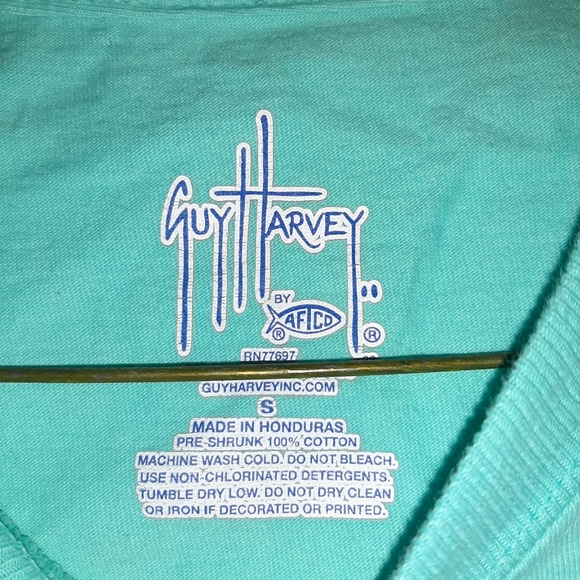 GUY HARVEY
BY
AFTCO
®
®
RN77697
GUYHARVEYINC.COM
S
MADE IN HONDURAS
PRE-SHRUNK 100% COTTON
MACHINE WASH COLD. DO NOT BLEACH.
USE NON-CHLORINATED DETERGENTS.
TUMBLE DRY LOW. DO NOT DRY CLEAN
OR IRON IF DECORATED OR PRINTED.